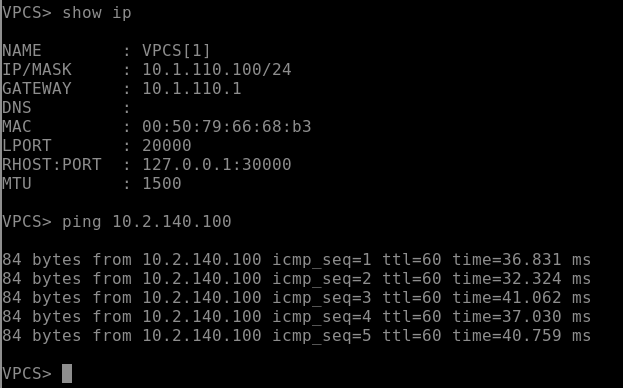 VPCS> show ip
NAME        : VPCS[1]
IP/MASK     : 10.1.110.100/24
GATEWAY     : 10.1.110.1
DNS         :
MAC         : 00:50:79:66:68:b3
LPORT       : 20000
RHOST:PORT  : 127.0.0.1:30000
MTU         : 1500
VPCS> ping 10.2.140.100
84 bytes from 10.2.140.100 icmp_seq=1 ttl=60 time=36.831 ms
84 bytes from 10.2.140.100 icmp_seq=2 ttl=60 time=32.324 ms
84 bytes from 10.2.140.100 icmp_seq=3 ttl=60 time=41.062 ms
84 bytes from 10.2.140.100 icmp_seq=4 ttl=60 time=37.030 ms
84 bytes from 10.2.140.100 icmp_seq=5 ttl=60 time=40.759 ms
VPCS>